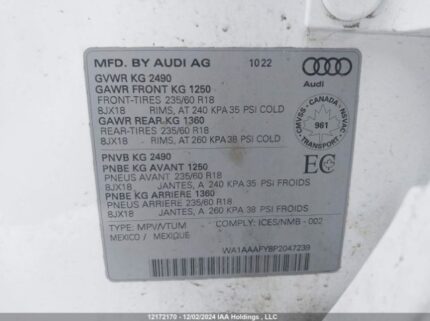 MFD. BY AUDI AG 10 22
GVWR KG 2490
GAWR FRONT KG 1250
FRONT-TIRES 235/60 R18
8JX18 - RIMS, AT 240 KPA 35 PSI COLD
GAWR REAR KG 1360
REAR-TIRES 235/60 R18
8JX18 - RIMS, AT 260 KPA 38 PSI COLD
PNVB KG 2490
PNBE KG AVANT 1250
PNEUS AVANT 235/60 R18
8JX18 JANTES, A 240 KPA 35 PSI FROIDS
PNBE KG ARRIERE 1360
PNEUS ARRIERE 235/60 R18
8JX18 JANTES, A 260 KPA 38 PSI FROIDS
TYPE: MPV/VTUM COMPLY: ICES/NMB - 002
MEXICO / MEXIQUE
WA1AAAFY8P2047239
Audi
CMVSS - CANADA - NSVAC
961
TRANSPORT
EC
12172170 - 12/02/2024 IAA Holdings, LLC